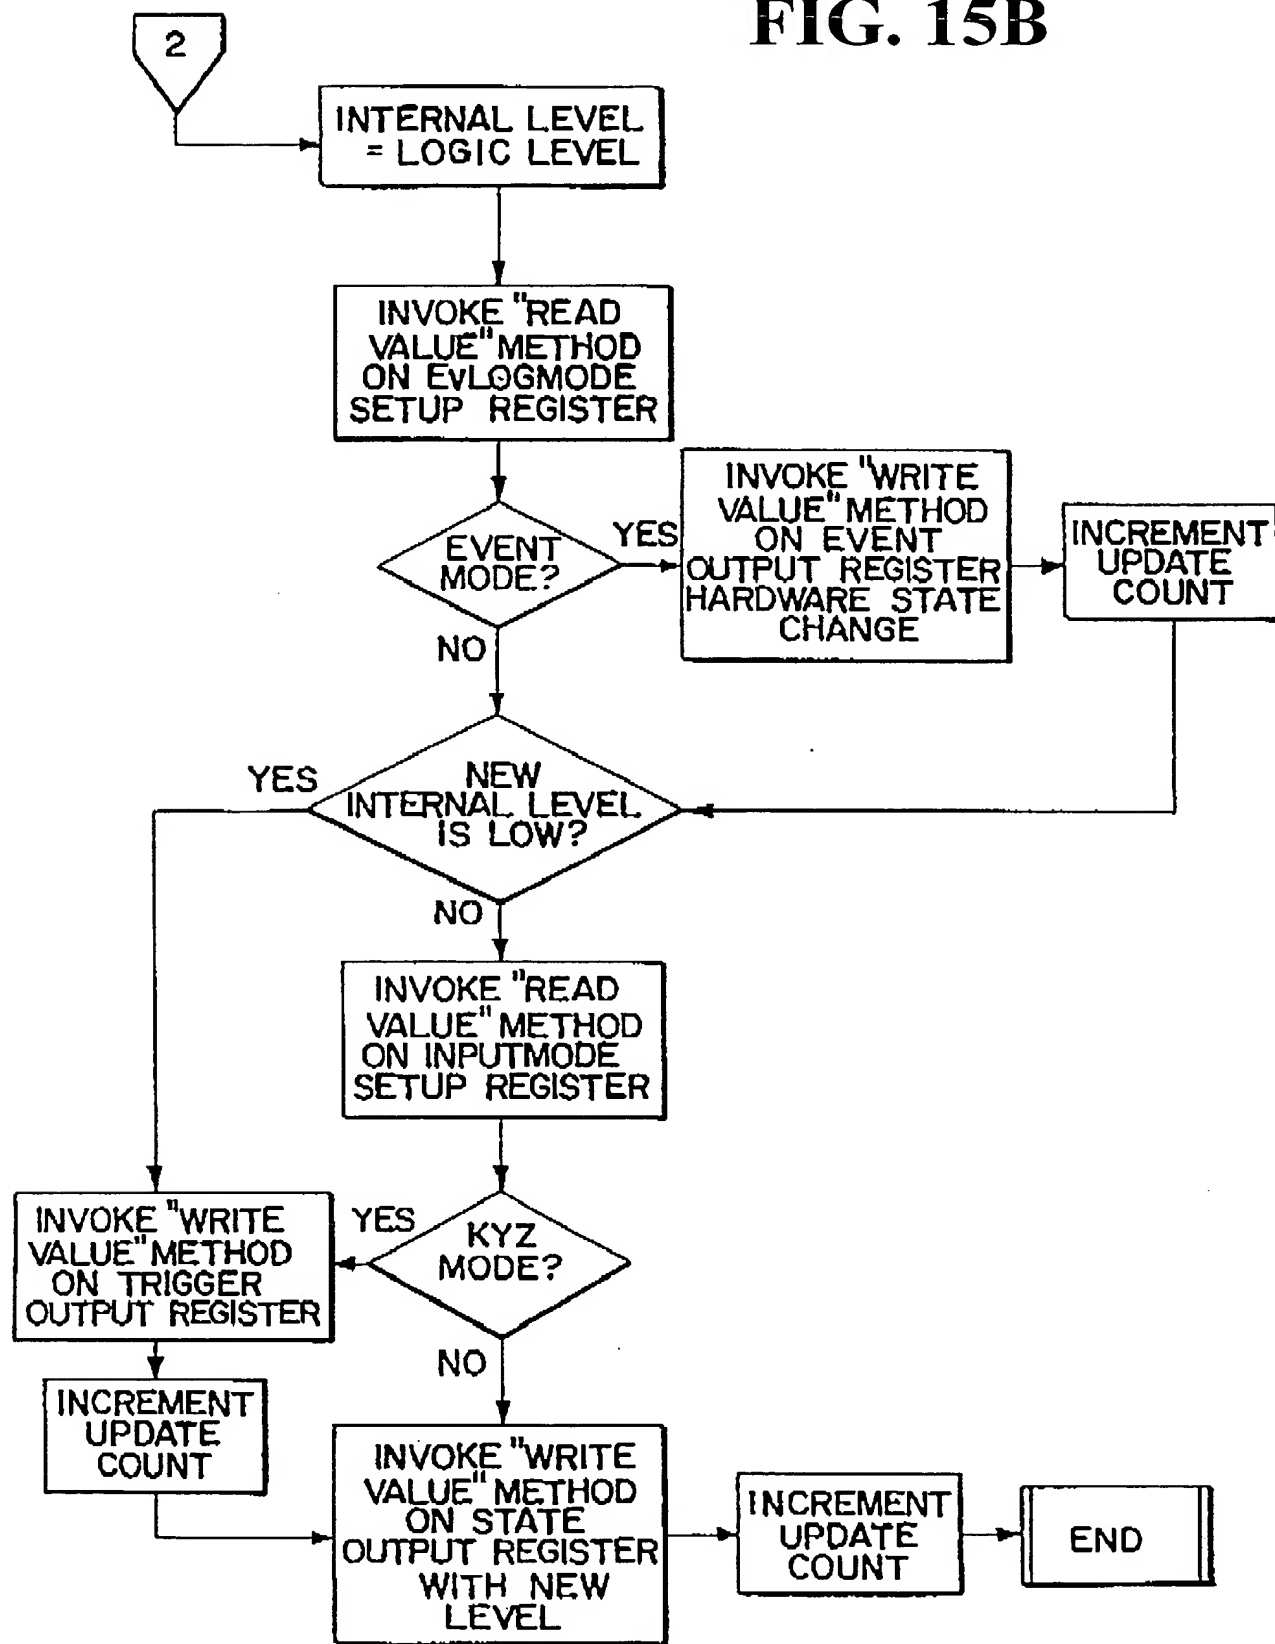 FIG. 15B
2
INTERNAL LEVEL
= LOGIC LEVEL
INVOKE "READ
VALUE" METHOD
ON EVLOGMODE
SETUP REGISTER
EVENT
MODE?
YES
NO
INVOKE "WRITE
VALUE" METHOD
ON EVENT
OUTPUT REGISTER
HARDWARE STATE
CHANGE
INCREMENT
UPDATE
COUNT
NEW
INTERNAL LEVEL
IS LOW?
YES
NO
INVOKE "READ
VALUE" METHOD
ON INPUTMODE
SETUP REGISTER
KYZ
MODE?
YES
NO
INVOKE "WRITE
VALUE" METHOD
ON TRIGGER
OUTPUT REGISTER
INCREMENT
UPDATE
COUNT
INVOKE "WRITE
VALUE" METHOD
ON STATE
OUTPUT REGISTER
WITH NEW
LEVEL
INCREMENT
UPDATE
COUNT
END